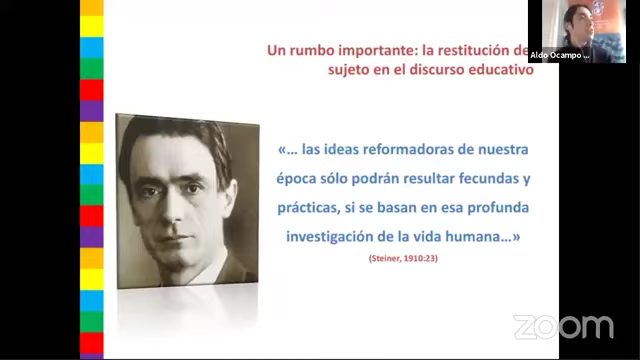 Un rumbo importante: la restitución de
sujeto en el discurso educativo
Aldo Ocampo ...
«... las ideas reformadoras de nuestra
época sólo podrán resultar fecundas y
prácticas, si se basan en esa profunda
investigación de la vida humana...»
(Steiner, 1910:23)
zoom